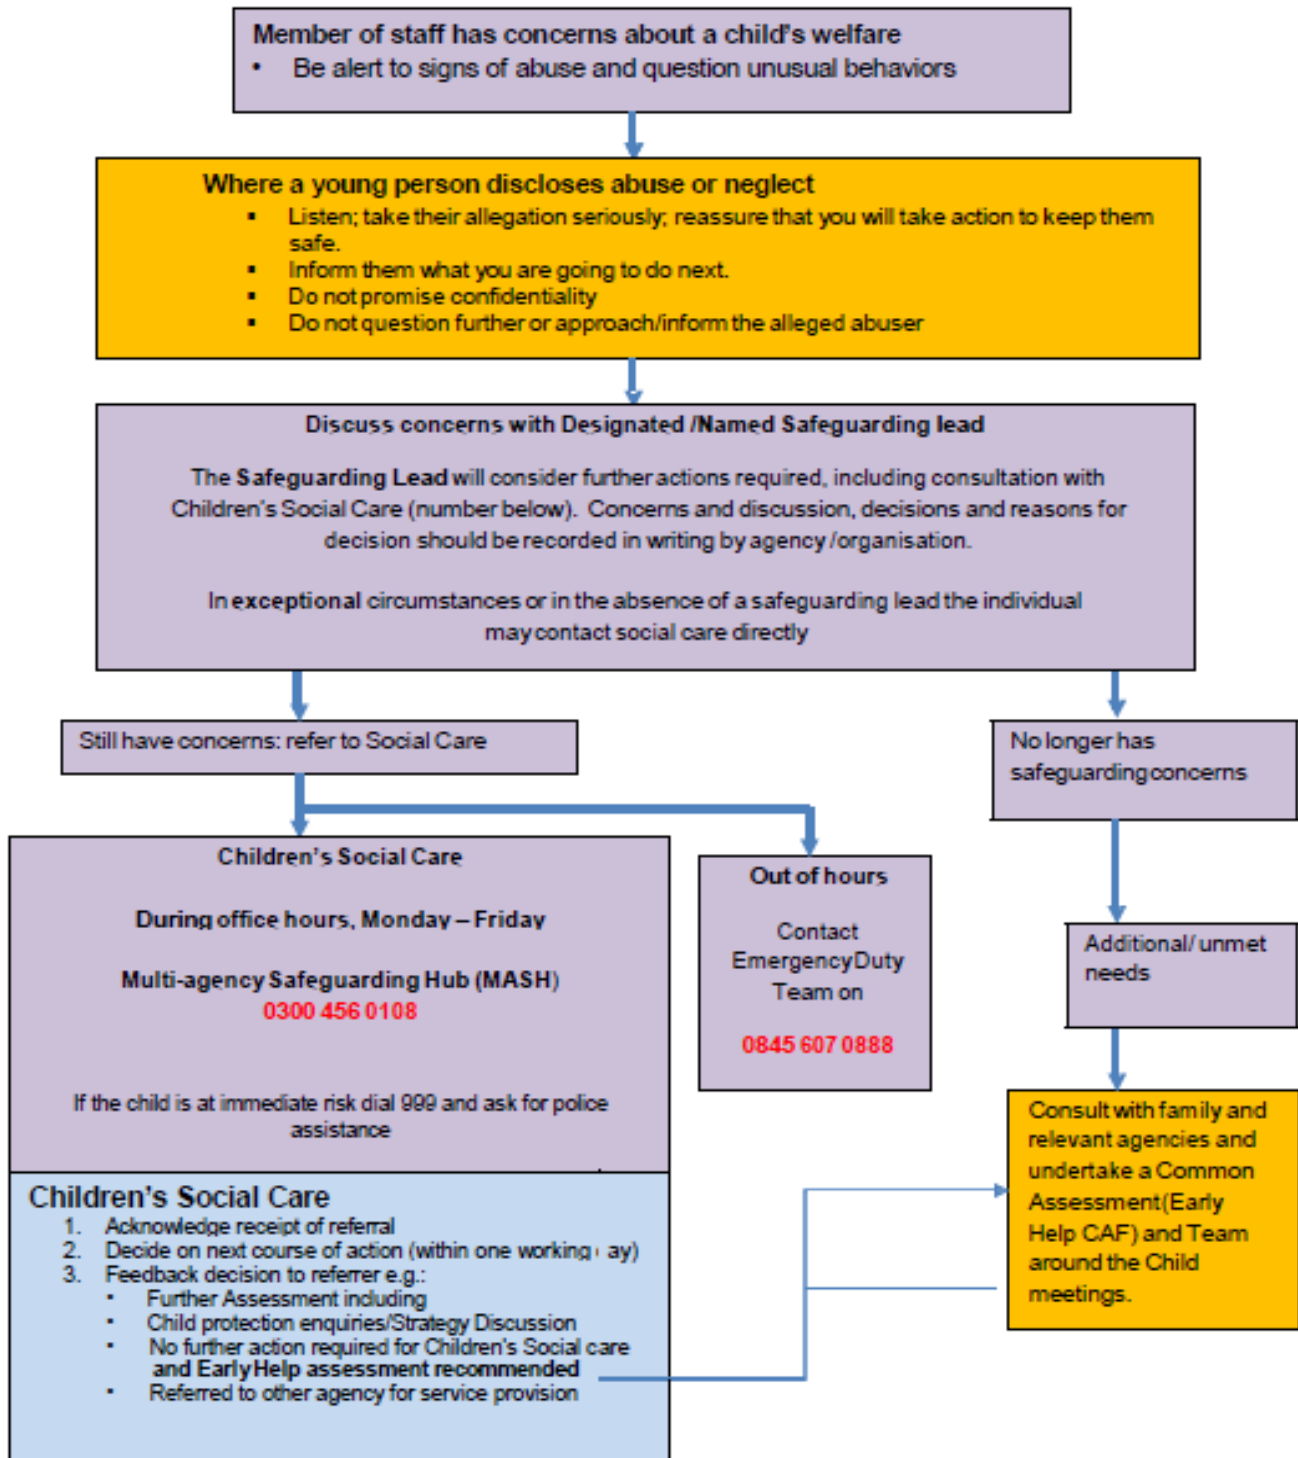 Member of staff has concerns about a child's welfare
• Be alert to signs of abuse and question unusual behaviors
Where a young person discloses abuse or neglect
▪ Listen; take their allegation seriously; reassure that you will take action to keep them
safe.
▪ Inform them what you are going to do next.
▪ Do not promise confidentiality
▪ Do not question further or approach/inform the alleged abuser
Discuss concerns with Designated /Named Safeguarding lead
The Safeguarding Lead will consider further actions required, including consultation with
Children's Social Care (number below). Concerns and discussion, decisions and reasons for
decision should be recorded in writing by agency /organisation.
In exceptional circumstances or in the absence of a safeguarding lead the individual
may contact social care directly
Still have concerns: refer to Social Care
No longer has
safeguarding concerns
Children's Social Care
During office hours, Monday – Friday
Multi-agency Safeguarding Hub (MASH)
0300 456 0108
If the child is at immediate risk dial 999 and ask for police
assistance
Out of hours
Contact
Emergency Duty
Team on
0845 607 0888
Additional/ unmet
needs
Consult with family and
relevant agencies and
undertake a Common
Assessment (Early
Help CAF) and Team
around the Child
meetings.
Children's Social Care
1. Acknowledge receipt of referral
2. Decide on next course of action (within one working ay)
3. Feedback decision to referrer e.g.:
▪ Further Assessment including
▪ Child protection enquiries/Strategy Discussion
▪ No further action required for Children's Social care
and Early Help assessment recommended
▪ Referred to other agency for service provision